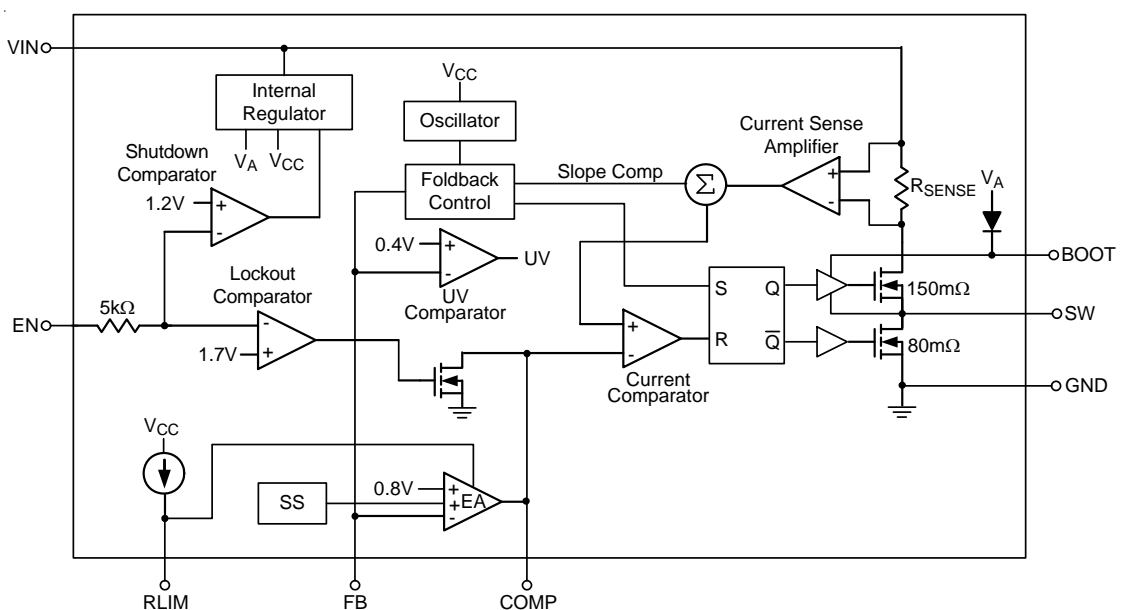 VIN
Internal
Regulator
VA VCC
Shutdown
Comparator
1.2V
+
-
VCC
Oscillator
Foldback
Control
Slope Comp
Σ
Current Sense
Amplifier
+
-
RSENSE
VA
BOOT
0.4V
+
-
UV
UV
Comparator
Lockout
Comparator
EN
5kΩ
-
1.7V
+
S
Q
R
Q
150mΩ
SW
80mΩ
GND
+
-
Current
Comparator
VCC
SS
0.8V
+
+
-
EA
RLIM
FB
COMP